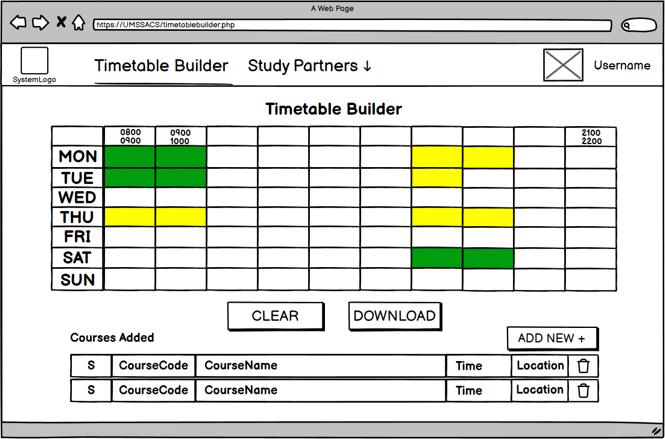 A Web Page
https://UMSSACS/timetablebuilder.php
SystemLogo
Timetable Builder
Study Partners ↓
Username
Timetable Builder
0800 0900 2100
0900 1000 2200
MON
TUE
WED
THU
FRI
SAT
SUN
CLEAR
DOWNLOAD
Courses Added
ADD NEW +
S CourseCode CourseName Time Location
S CourseCode CourseName Time Location